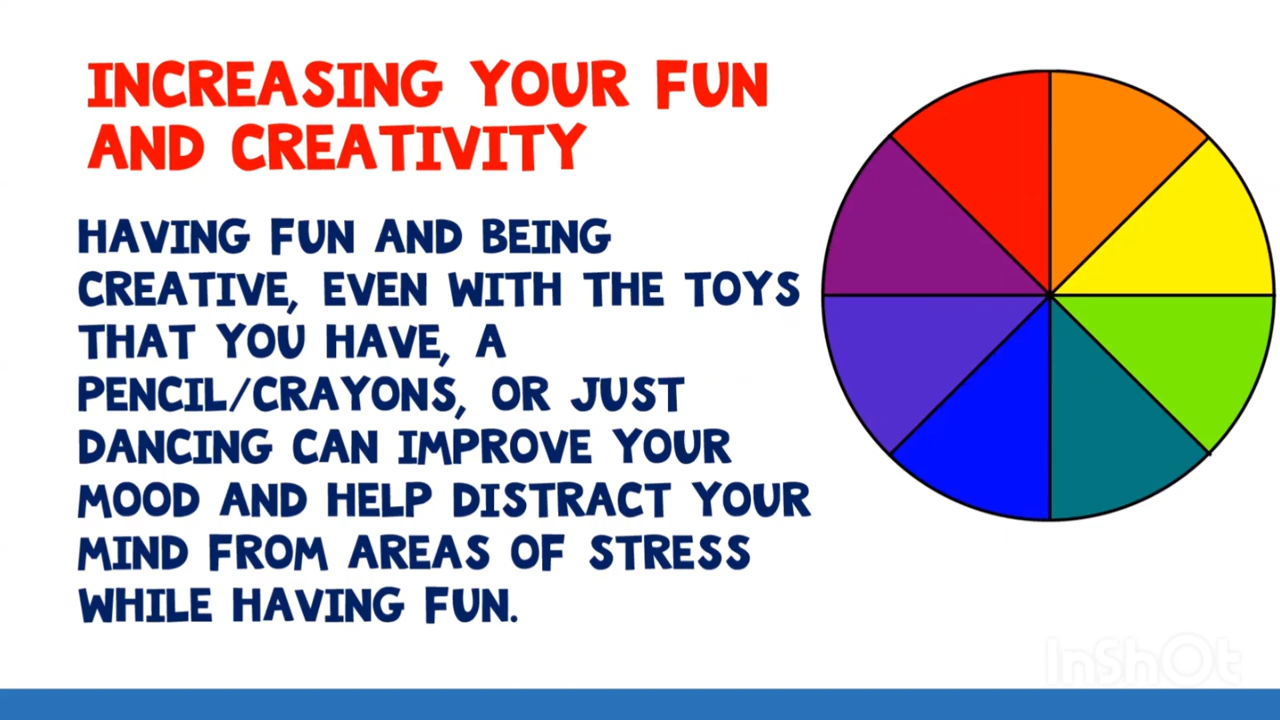 INCREASING YOUR FUN
AND CREATIVITY
HAVING FUN AND BEING
CREATIVE, EVEN WITH THE TOYS
THAT YOU HAVE, A
PENCIL/CRAYONS, OR JUST
DANCING CAN IMPROVE YOUR
MOOD AND HELP DISTRACT YOUR
MIND FROM AREAS OF STRESS
WHILE HAVING FUN.
InShOt